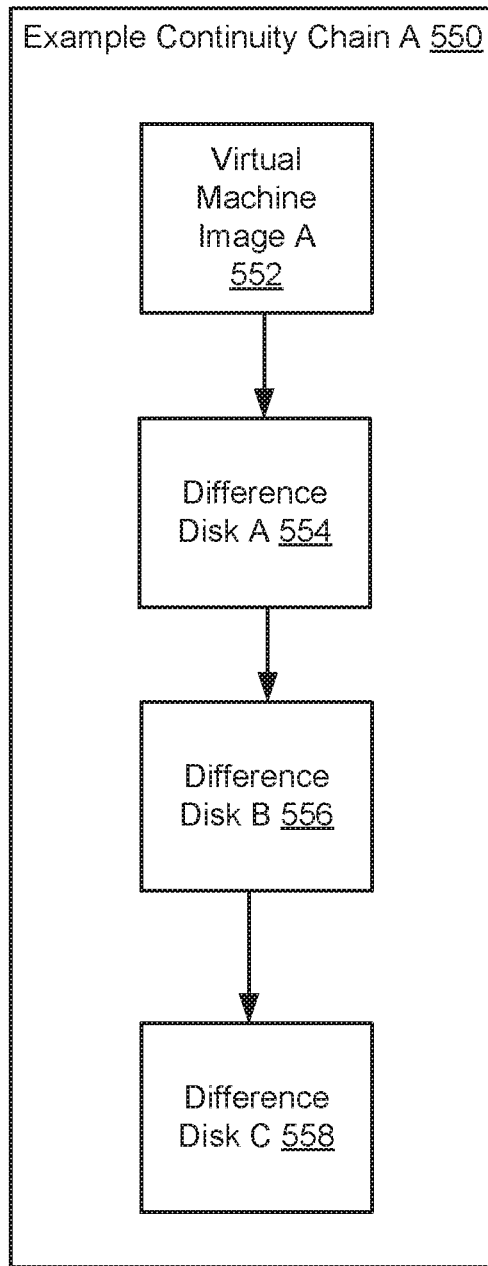 Example Continuity Chain A 550
Virtual
Machine
Image A
552
Difference
Disk A 554
Difference
Disk B 556
Difference
Disk C 558